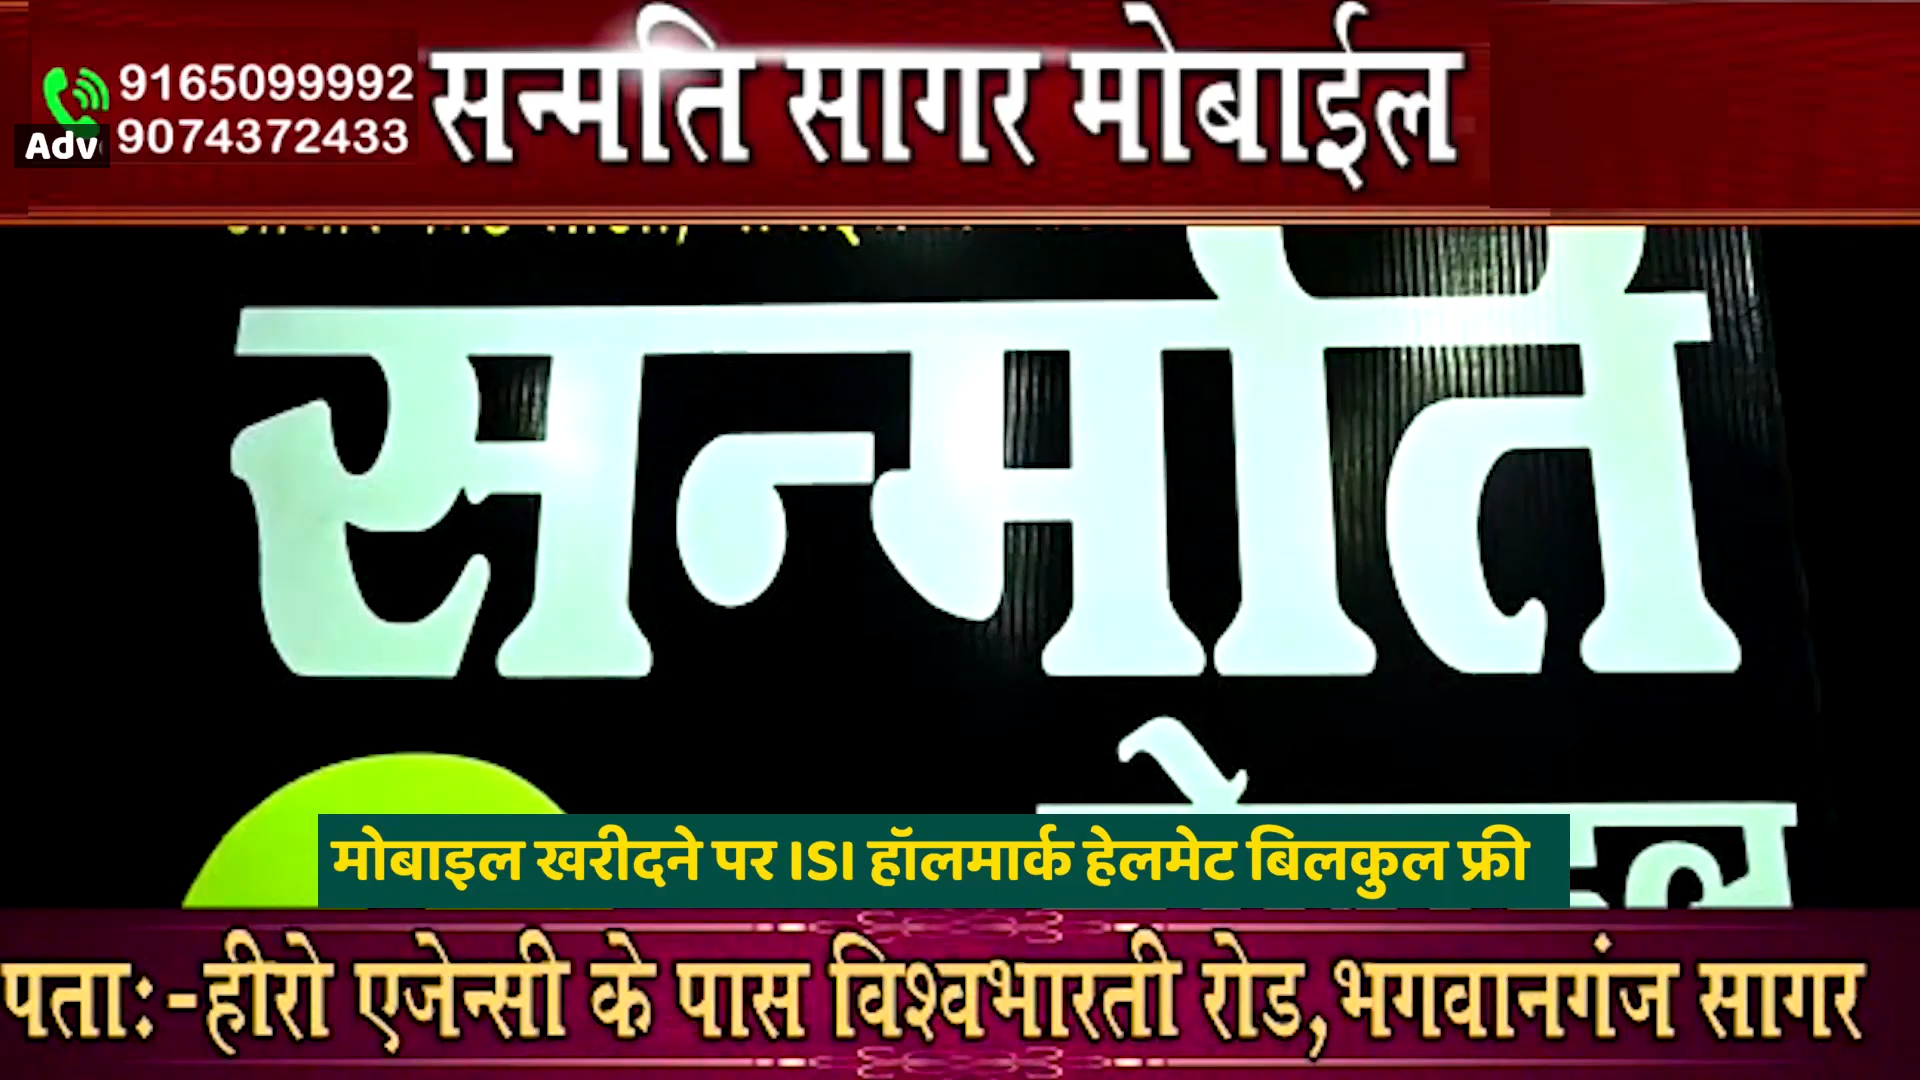 9165099992
9074372433
Adv
सन्मति सागर मोबाईल
सन्मति
मोबाइल खरीदने पर ISI हॉलमार्क हेलमेट बिलकुल फ्री
पताः-हीरो एजेन्सी के पास विश्वभारती रोड,भगवानगंज सागर